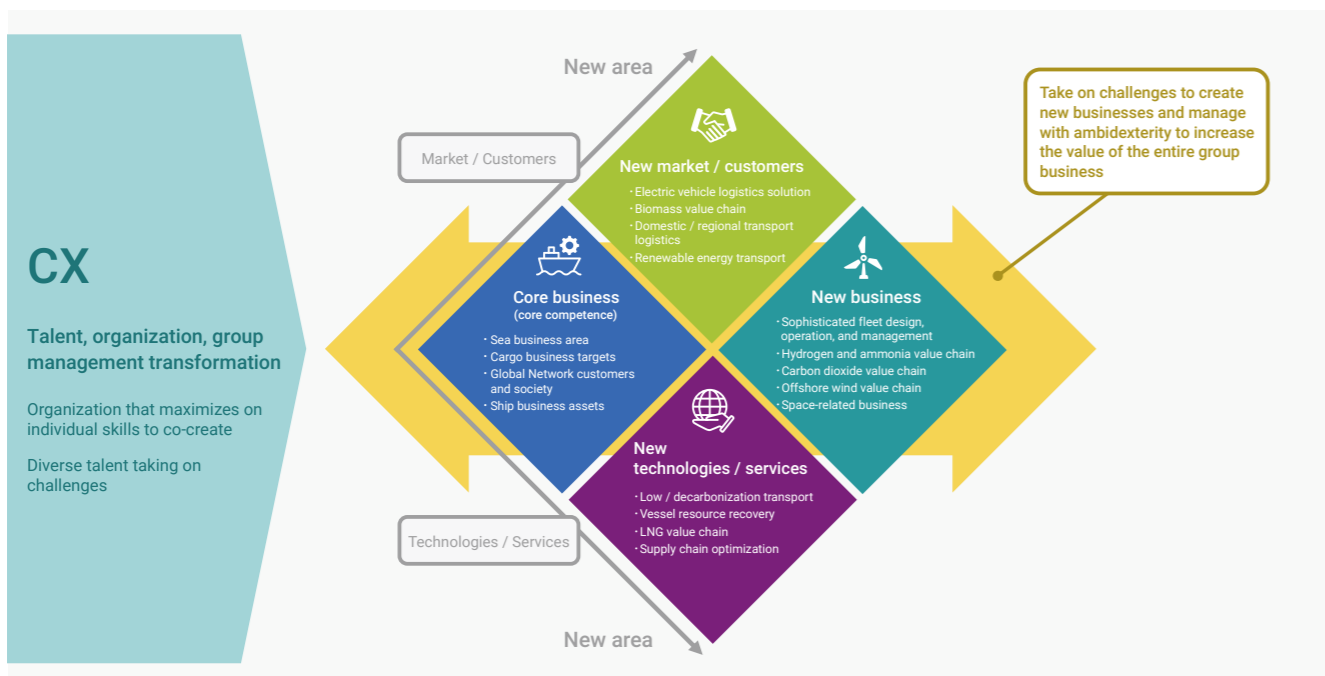 CX
Talent, organization, group
management transformation
Organization that maximizes on
individual skills to co-create
Diverse talent taking on
challenges
New area
Market / Customers
New market / customers
・Electric vehicle logistics solution
・Biomass value chain
・Domestic / regional transport
logistics
・Renewable energy transport
Core business
(core competence)
・Sea business area
・Cargo business targets
・Global Network customers
and society
・Ship business assets
New business
・Sophisticated fleet design,
operation, and management
・Hydrogen and ammonia value chain
・Carbon dioxide value chain
・Offshore wind value chain
・Space-related business
New
technologies / services
・Low / decarbonization transport
・Vessel resource recovery
・LNG value chain
・Supply chain optimization
Technologies / Services
New area
Take on challenges to create
new businesses and manage
with ambidexterity to increase
the value of the entire group
business